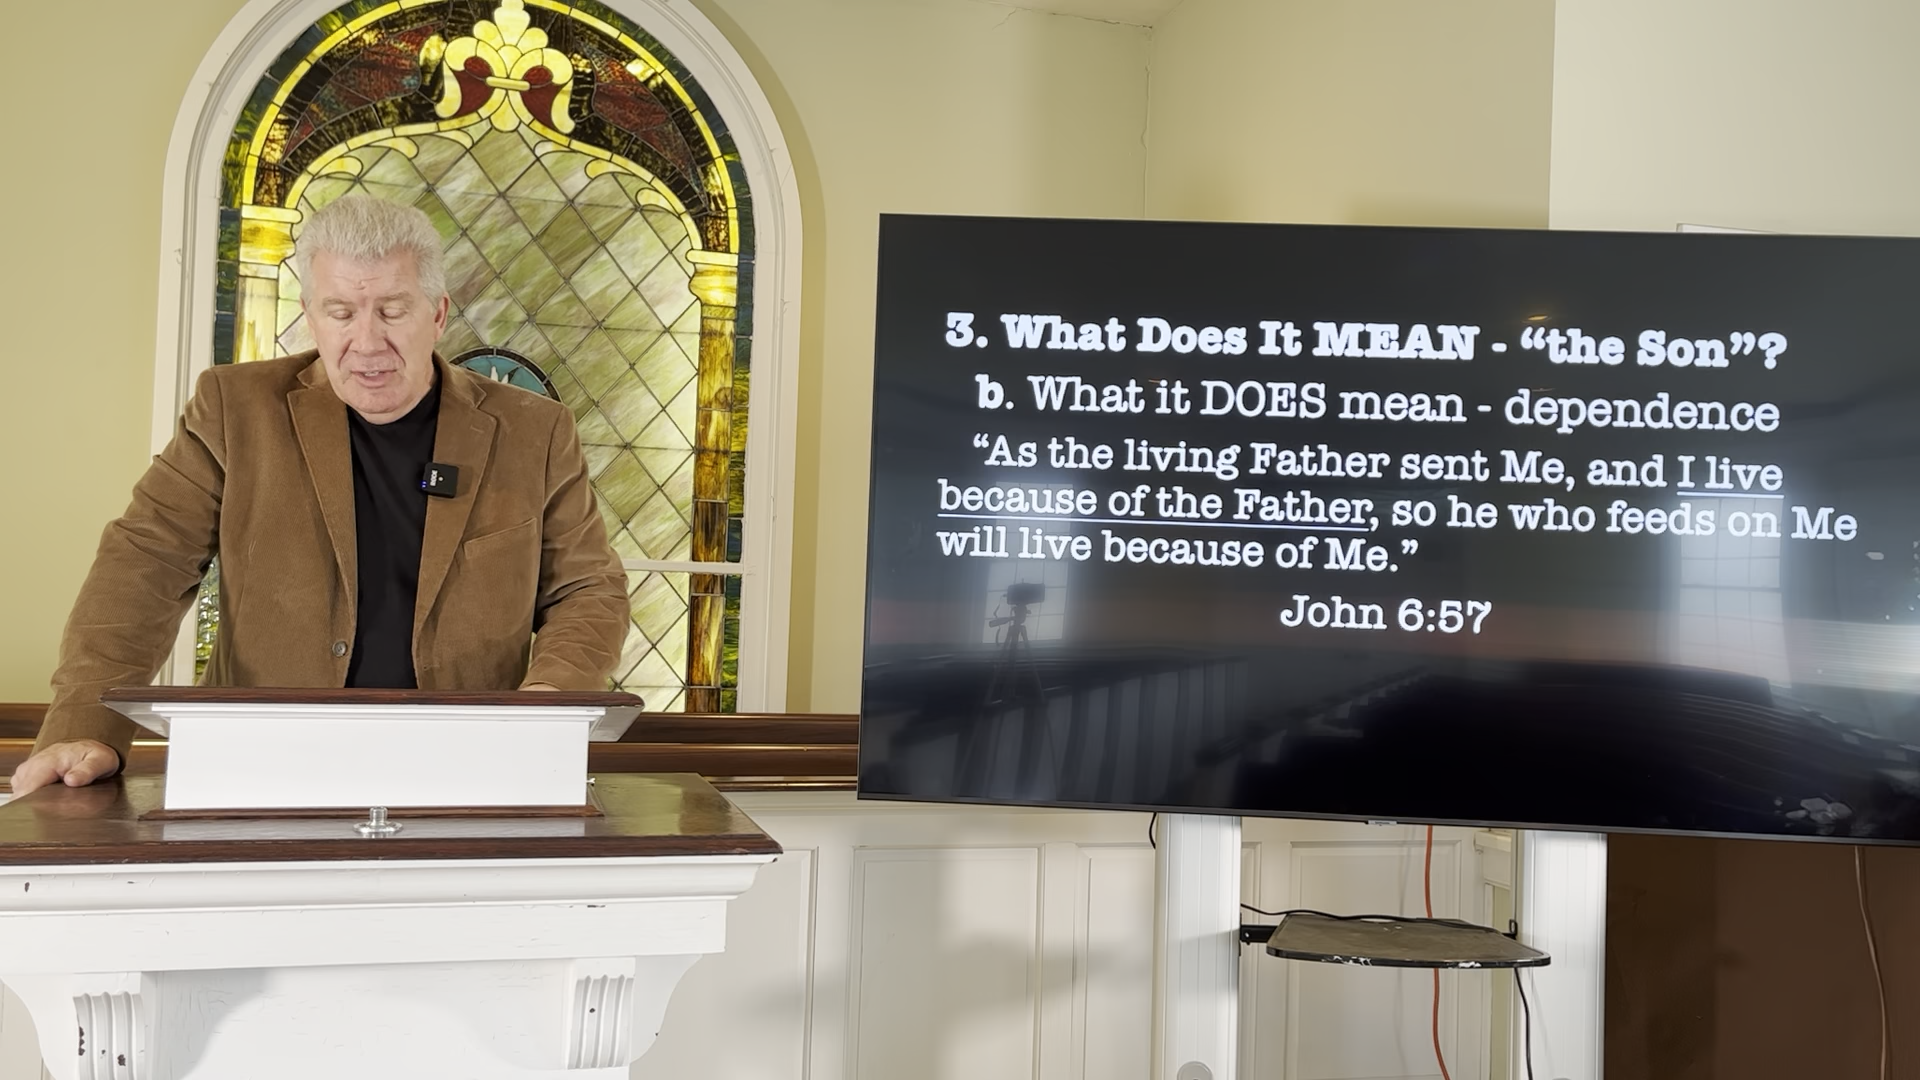 3. What Does It MEAN - “the Son”?
b. What it DOES mean - dependence
“As the living Father sent Me, and I live
because of the Father, so he who feeds on Me
will live because of Me.”
John 6:57
RODE